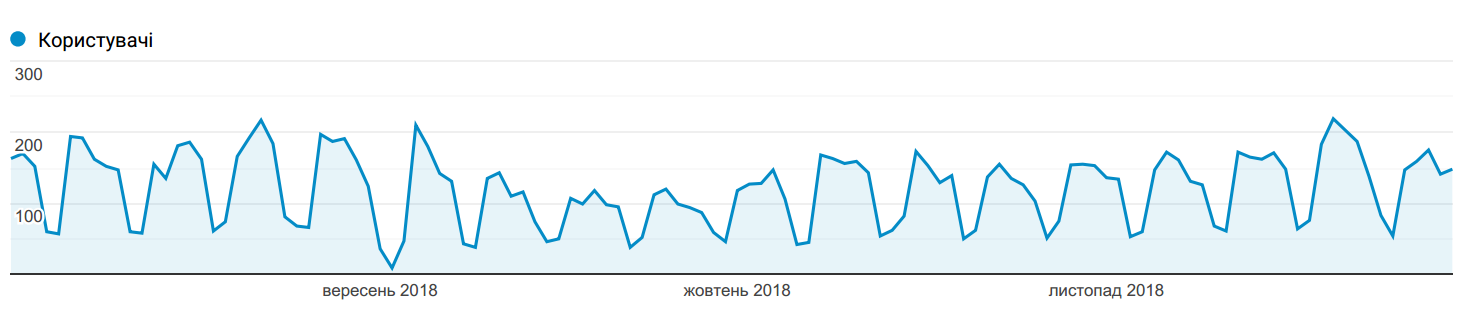 Користувачі
300
200
100
вересень 2018
жовтень 2018
листопад 2018